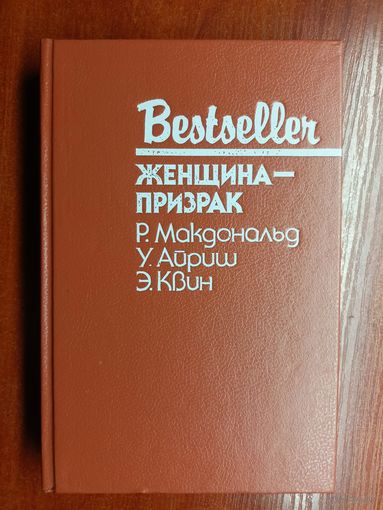 Bestseller
ЖЕНЩИНА—
ПРИЗРАК
Р. Макдональд
У. Айриш
Э. Квин